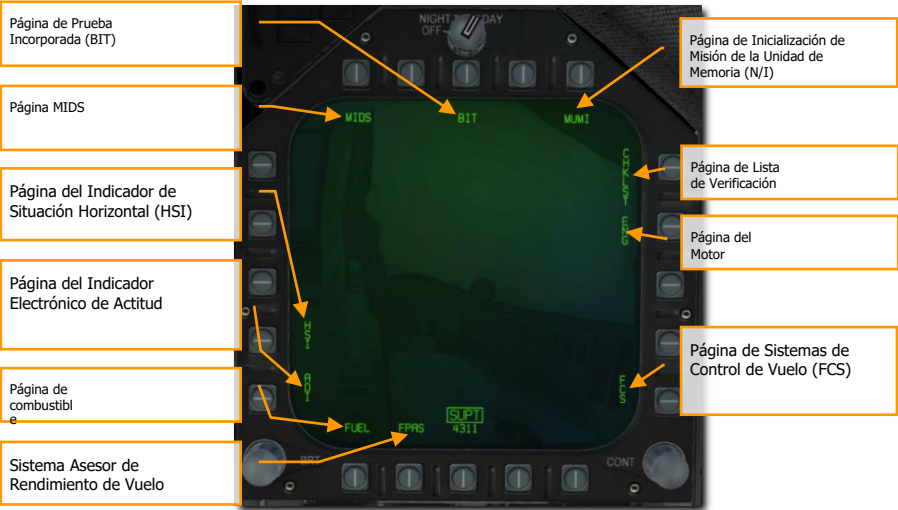 Página de Prueba
Incorporada (BIT)
Página MIDS
Página del Indicador de
Situación Horizontal (HSI)
Página del Indicador
Electrónico de Actitud
Página de
combustibl
e
Sistema Asesor de
Rendimiento de Vuelo
NIGHT DAY
OFF
MIDS BIT MUMI
CHKLST
ENG
HSI
ADI
FCS
FUEL FPAS SUPT
4311
BRT CONT
Página de Inicialización de
Misión de la Unidad de
Memoria (N/I)
Página de Lista
de Verificación
Página del
Motor
Página de Sistemas de
Control de Vuelo (FCS)